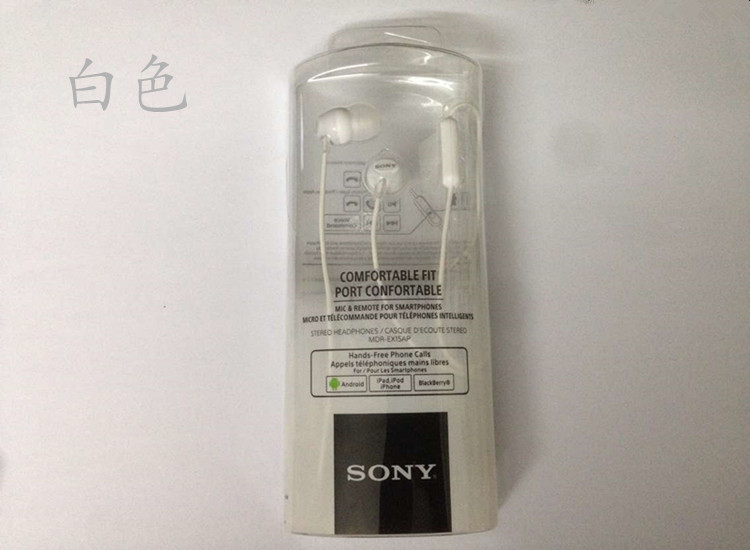 白色
SONY
COMFORTABLE FIT
PORT CONFORTABLE
MIC & REMOTE FOR SMARTPHONES
MICRO ET TÉLÉCOMMANDE POUR TÉLÉPHONES INTELLIGENTS
STEREO HEADPHONES / CASQUE D'ECOUTE STEREO
MDR-EX15AP
Hands-Free Phone Calls
Appels téléphoniques mains libres
For / Pour Les Smartphones
Android
iPad, iPod
iPhone
BlackBerry®
SONY